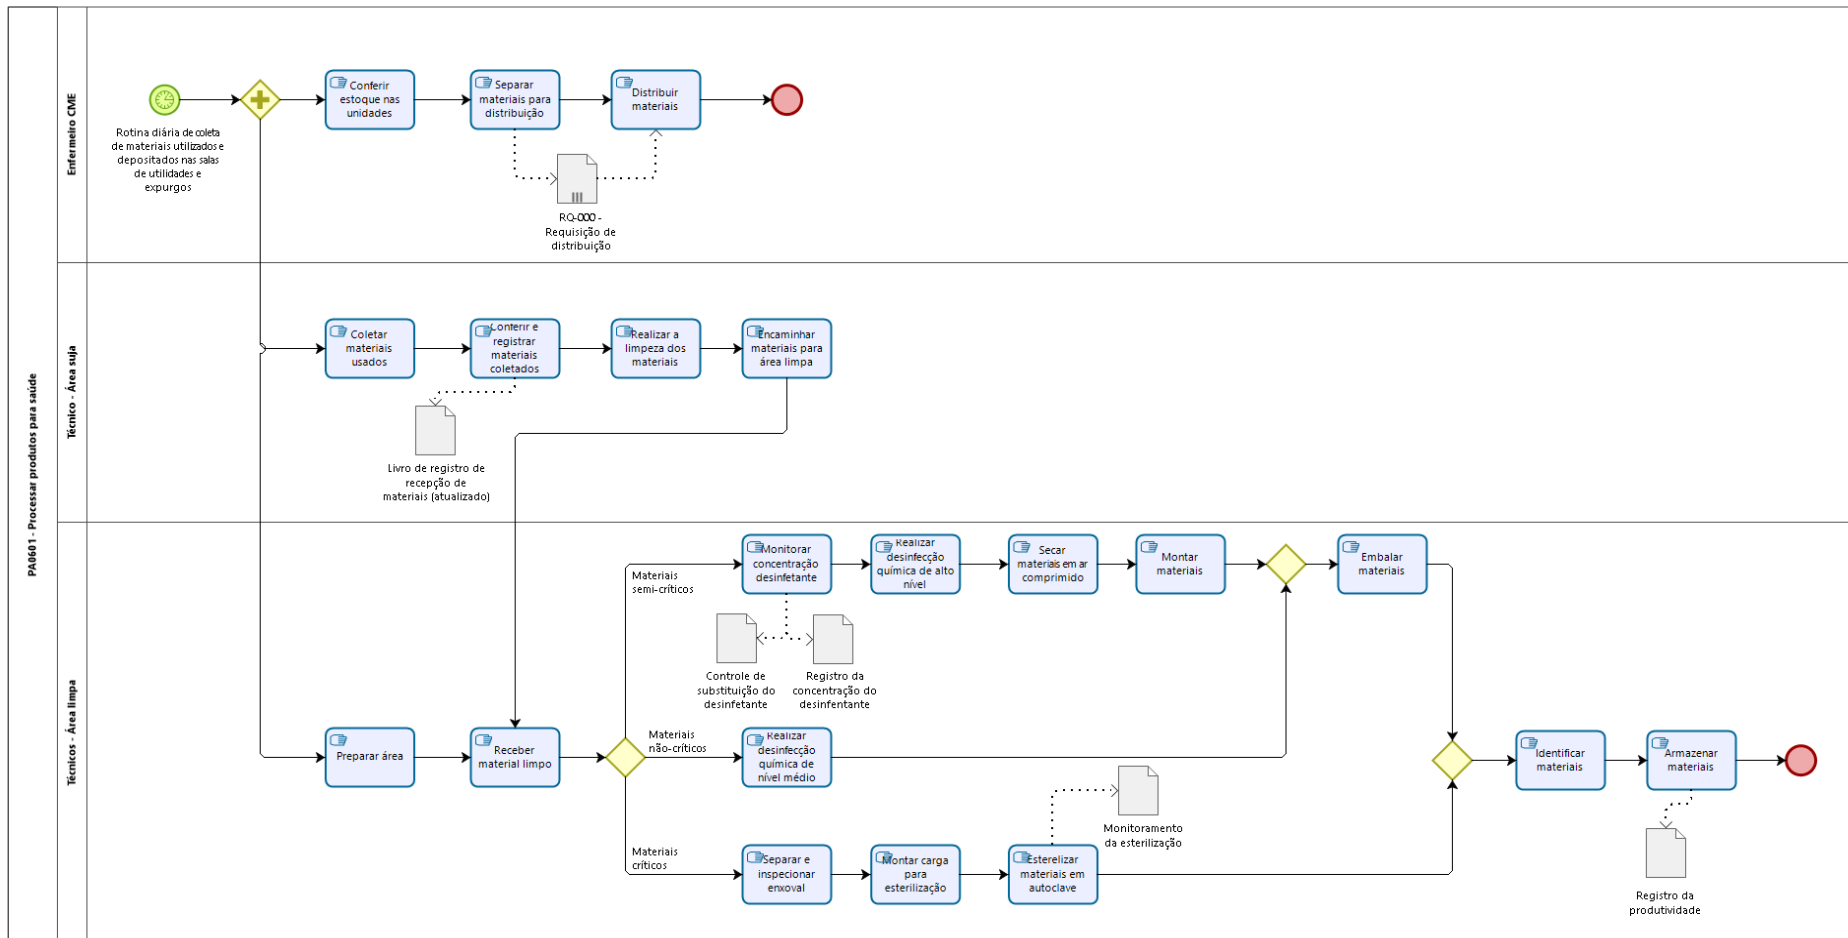 PA0601 - Processar produtos para saúde
Enfermeiro CME
Rotina diária de coleta
de materiais utilizados e
depositados nas salas
de utilidades e
expurgos
Conferir
estoque nas
unidades
Separar
materiais para
distribuição
Distribuir
materiais
RQ-000 -
Requisição de
distribuição
Técnico - Área suja
Coletar
materiais
usados
Conferir e
registrar
materiais
coletados
Realizar a
limpeza dos
materiais
Encaminhar
materiais para
área limpa
Livro de registro de
recepção de
materiais (atualizado)
Técnicos - Área limpa
Preparar área
Receber
material limpo
Materiais
semi-críticos
Monitorar
concentração
desinfetante
Realizar
desinfecção
química de alto
nível
Secar
materiais em ar
comprimido
Montar
materiais
Embalar
materiais
Controle de
substituição do
desinfetante
Registro da
concentração do
desinfentante
Materiais
não-críticos
Realizar
desinfecção
química de
nível médio
Materiais
críticos
Separar e
inspecionar
enxoval
Montar carga
para
esterilização
Esterelizar
materiais em
autoclave
Monitoramento
da esterilização
Identificar
materiais
Armazenar
materiais
Registro da
produtividade